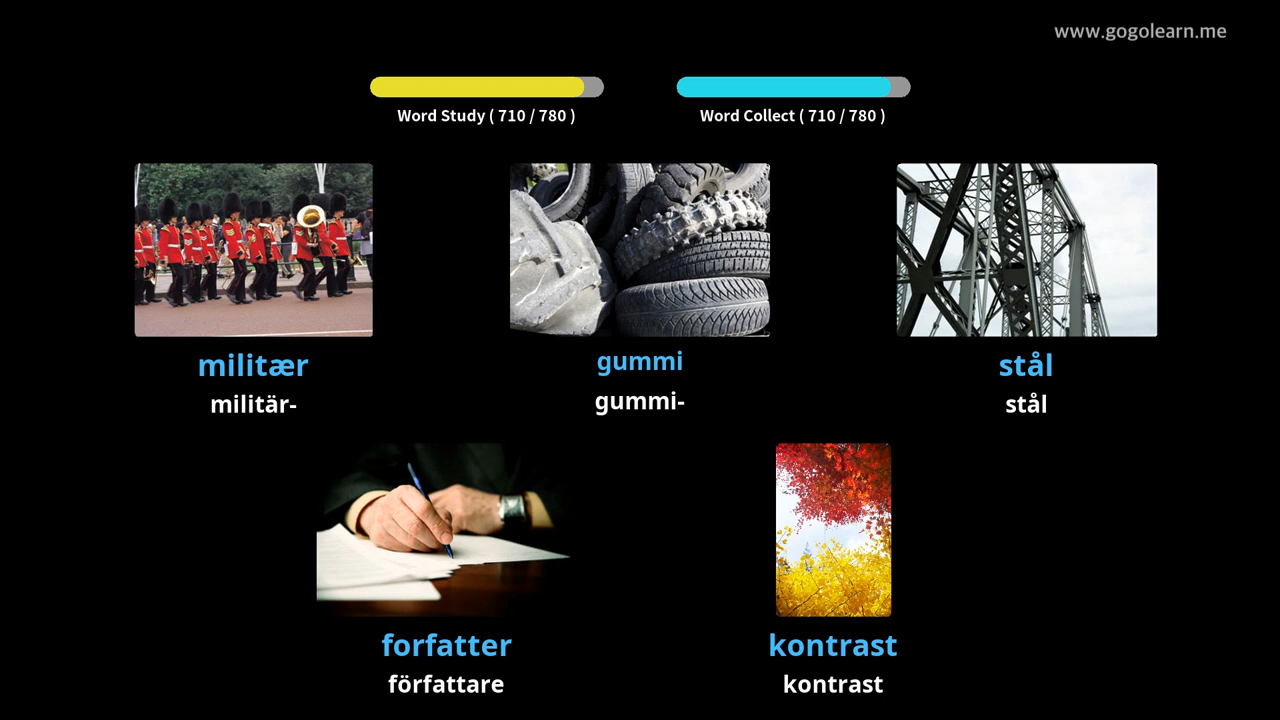 www.gogolearn.me
Word Study ( 710 / 780 )
Word Collect ( 710 / 780 )
militær
militär-
gummi
gummi-
stål
stål
forfatter
författare
kontrast
kontrast